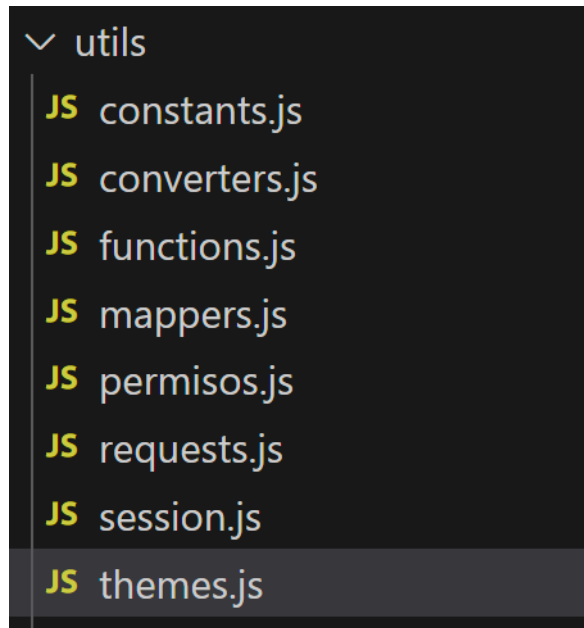 utils
JS constants.js
JS converters.js
JS functions.js
JS mappers.js
JS permisos.js
JS requests.js
JS session.js
JS themes.js